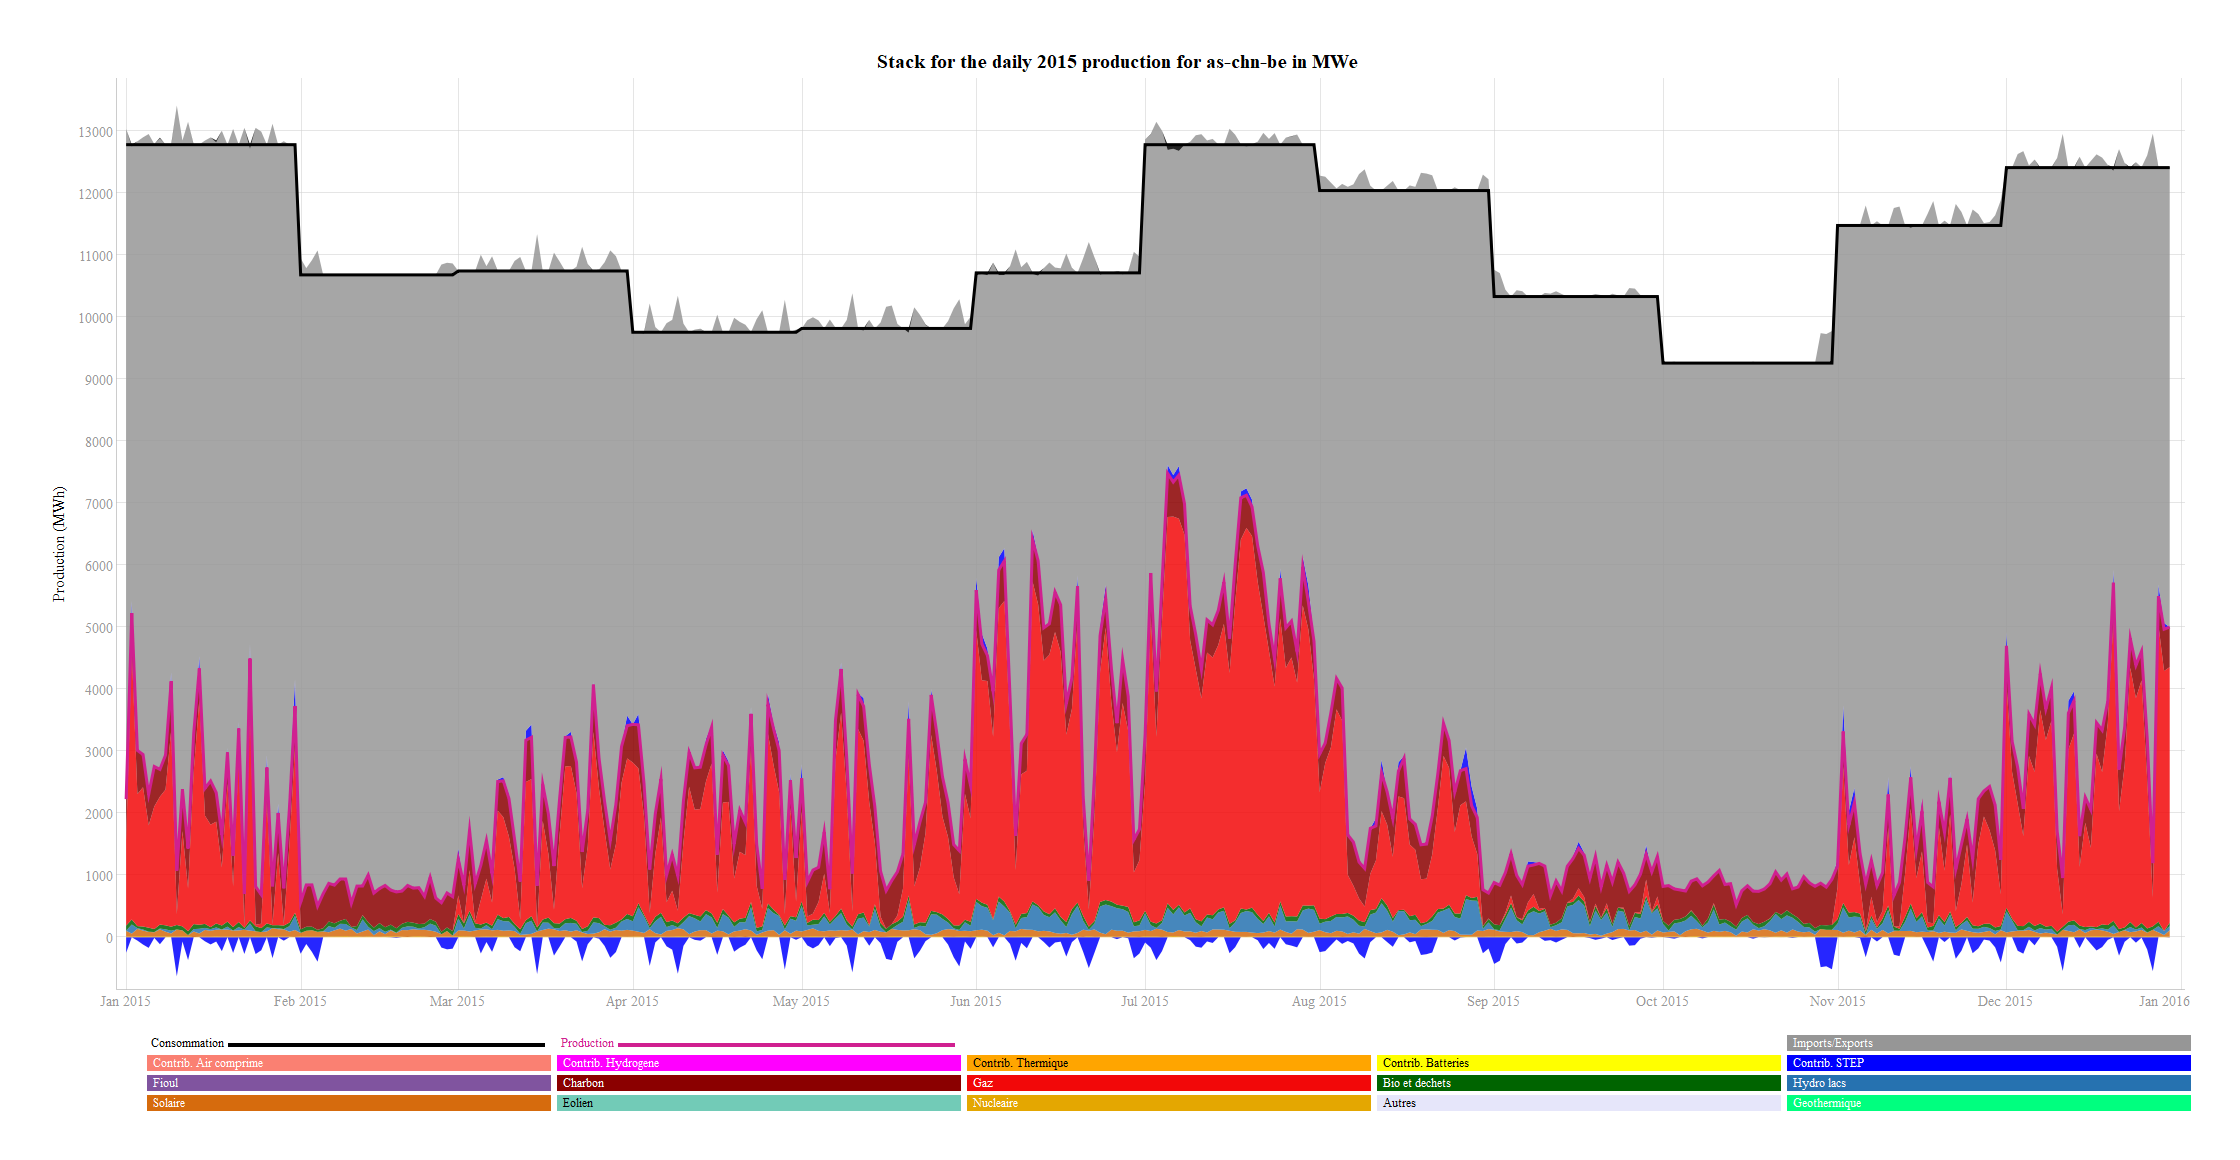 Stack for the daily 2015 production for as-chn-be in MWe
Production (MWh)
13000
12000
11000
10000
9000
8000
7000
6000
5000
4000
3000
2000
1000
0
Jan 2015 Feb 2015 Mar 2015 Apr 2015 May 2015 Jun 2015 Jul 2015 Aug 2015 Sep 2015 Oct 2015 Nov 2015 Dec 2015 Jan 2016
Consommation Production Imports/Exports
Contrib. Air comprime Contrib. Hydrogene Contrib. Thermique Contrib. Batteries Contrib. STEP
Fioul Charbon Gaz Bio et dechets Hydro lacs
Solaire Eolien Nucleaire Autres Geothermique